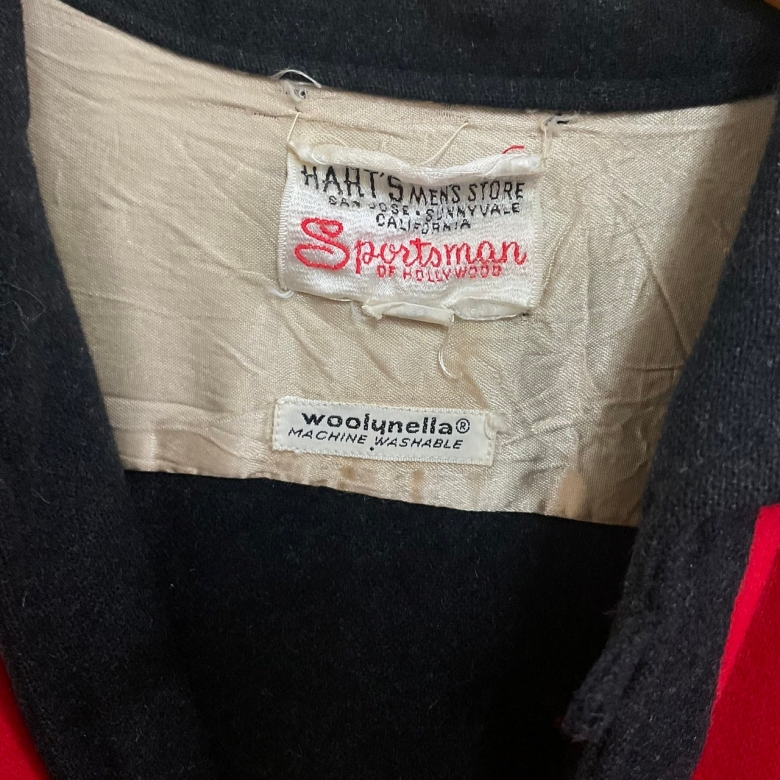 HART'S MEN'S STORE
SAN JOSE • SUNNYVALE
CALIFORNIA
Sportsman
OF HOLLYWOOD
woolynella®
MACHINE WASHABLE